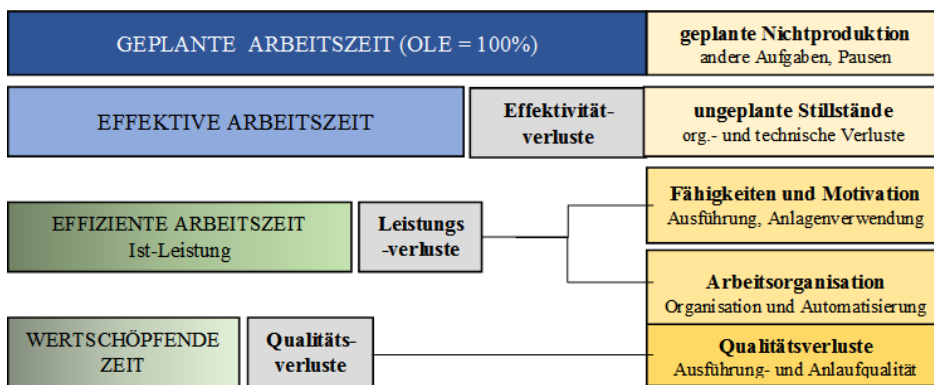 GEPLANTE ARBEITSZEIT (OLE = 100%)
geplante Nichtproduktion
andere Aufgaben, Pausen
EFFEKTIVE ARBEITSZEIT
Effektivität-
verluste
ungeplante Stillstände
org.- und technische Verluste
EFFIZIENTE ARBEITSZEIT
Ist-Leistung
Leistungs
-verluste
Fähigkeiten und Motivation
Ausführung, Anlagenverwendung
Arbeitsorganisation
Organisation und Automatisierung
WERTSCHÖPFENDE
ZEIT
Qualitäts-
verluste
Qualitätsverluste
Ausführung- und Anlaufqualität